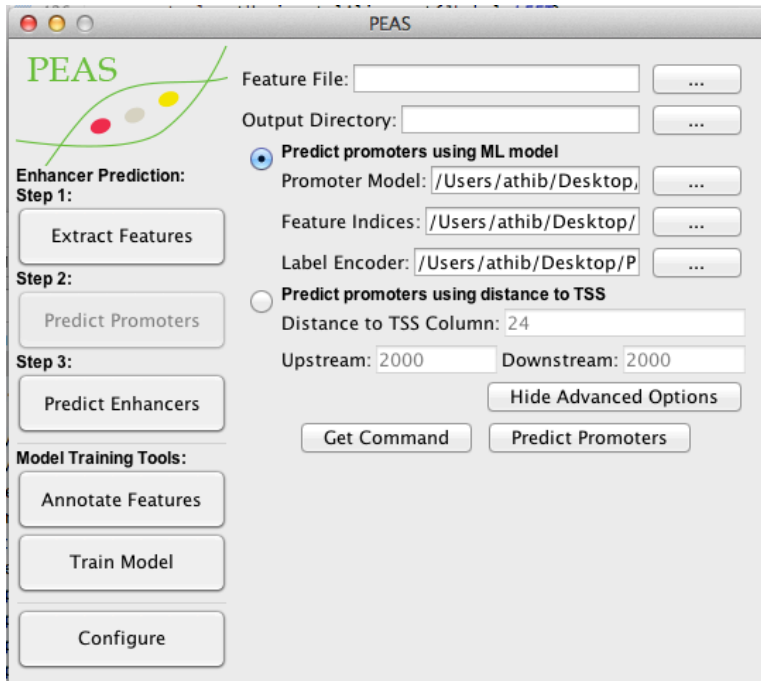 PEAS
PEAS
Feature File: ...
Output Directory: ...
Predict promoters using ML model
Promoter Model: /Users/athib/Desktop, ...
Feature Indices: /Users/athib/Desktop/ ...
Label Encoder: /Users/athib/Desktop/P ...
Predict promoters using distance to TSS
Distance to TSS Column: 24
Upstream: 2000 Downstream: 2000
Hide Advanced Options
Get Command Predict Promoters
Enhancer Prediction:
Step 1:
Extract Features
Step 2:
Predict Promoters
Step 3:
Predict Enhancers
Model Training Tools:
Annotate Features
Train Model
Configure